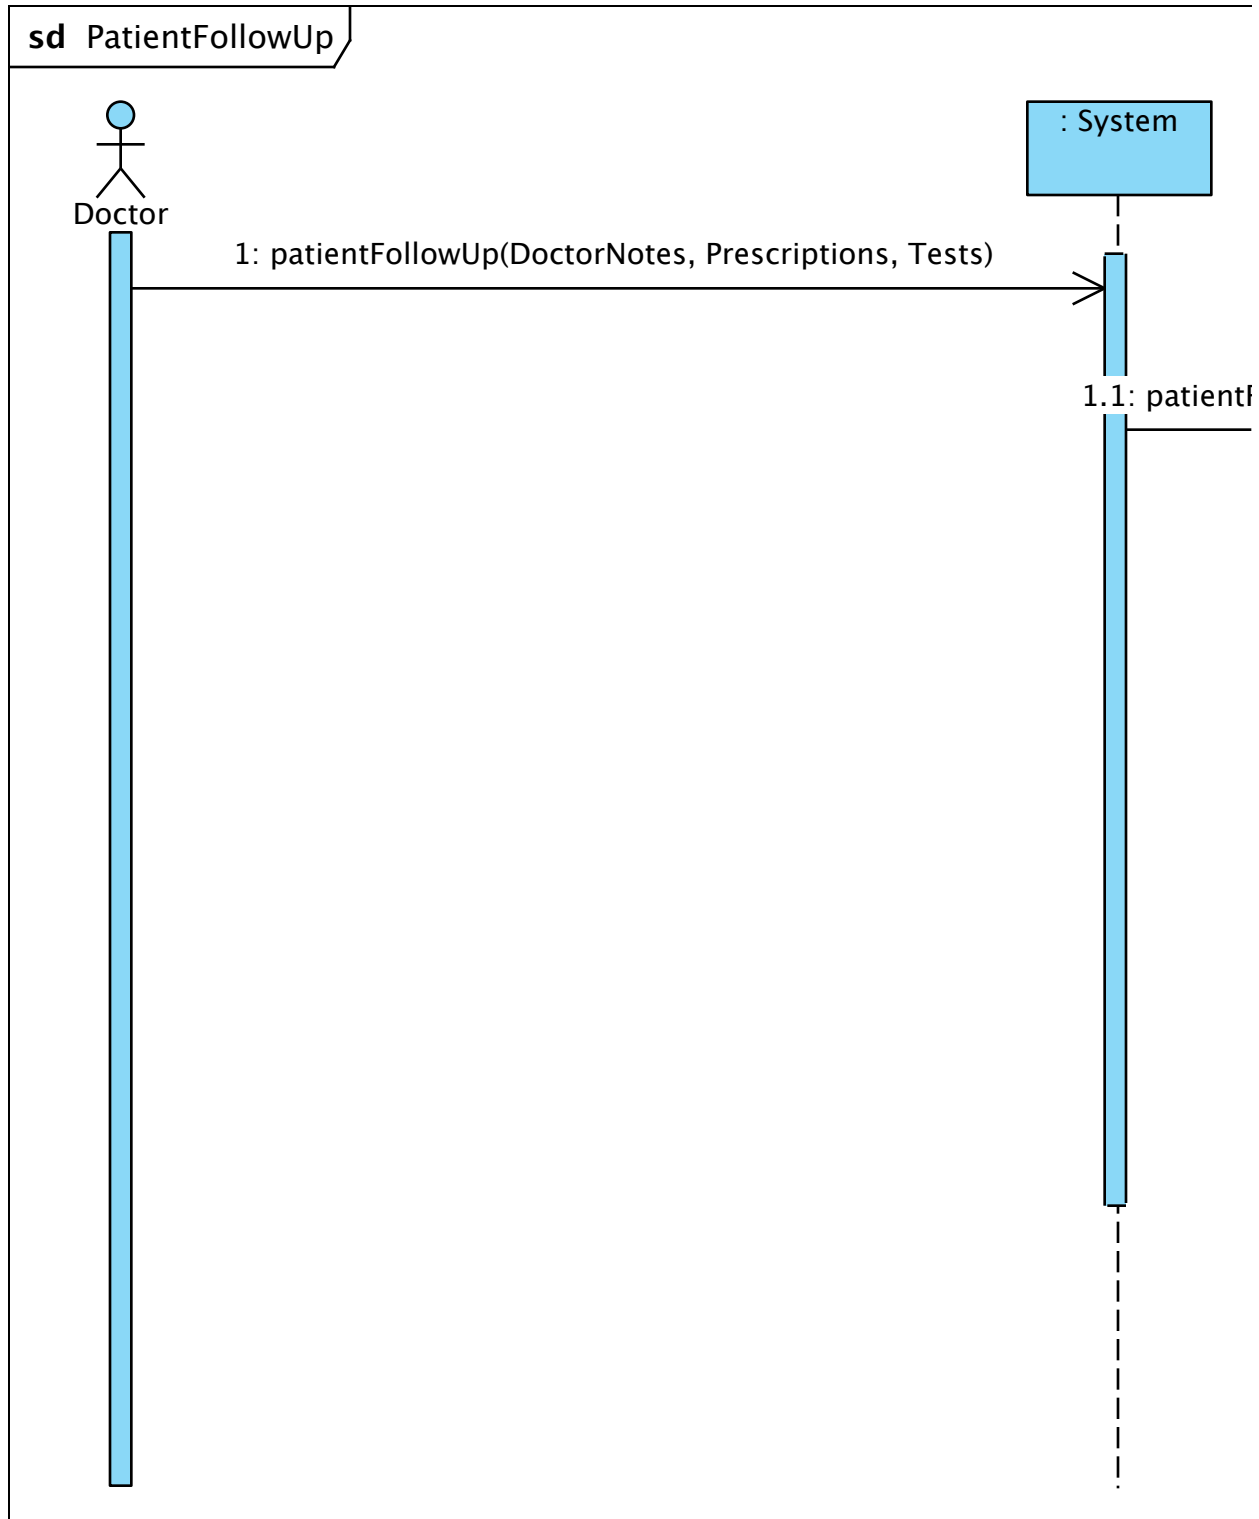 sd PatientFollowUp
: System
Doctor
1: patientFollowUp(DoctorNotes, Prescriptions, Tests)
1.1: